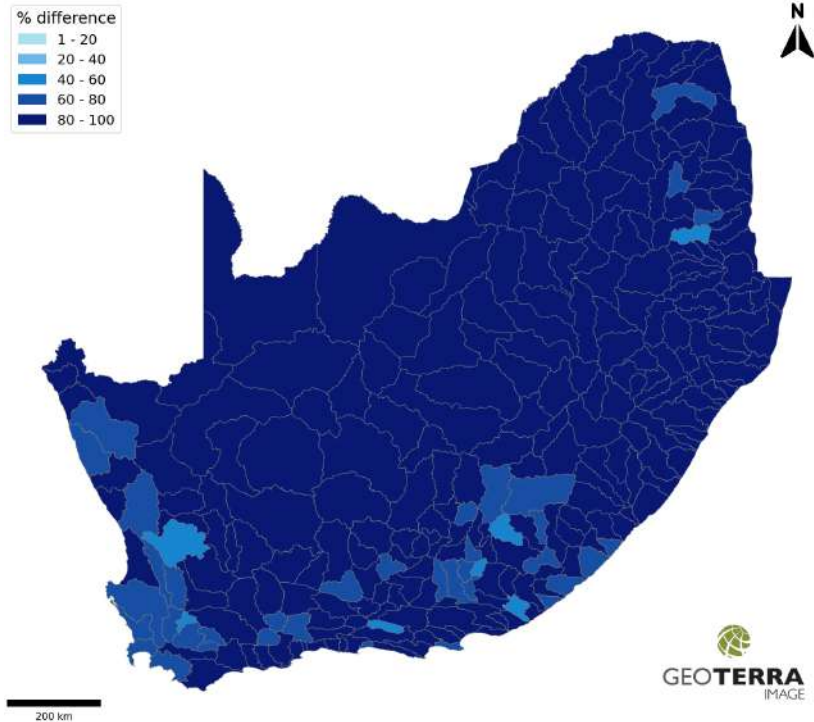 % difference
1 - 20
20 - 40
40 - 60
60 - 80
80 - 100
N
GEOTERRA
IMAGE
200 km